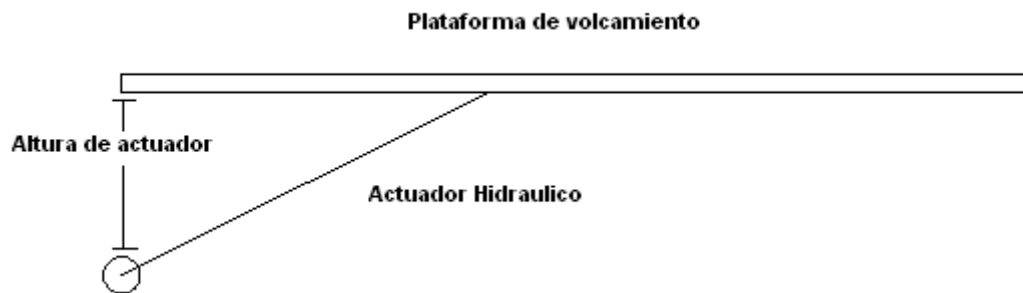 Plataforma de volcamiento
Altura de actuador
Actuador Hidraulico